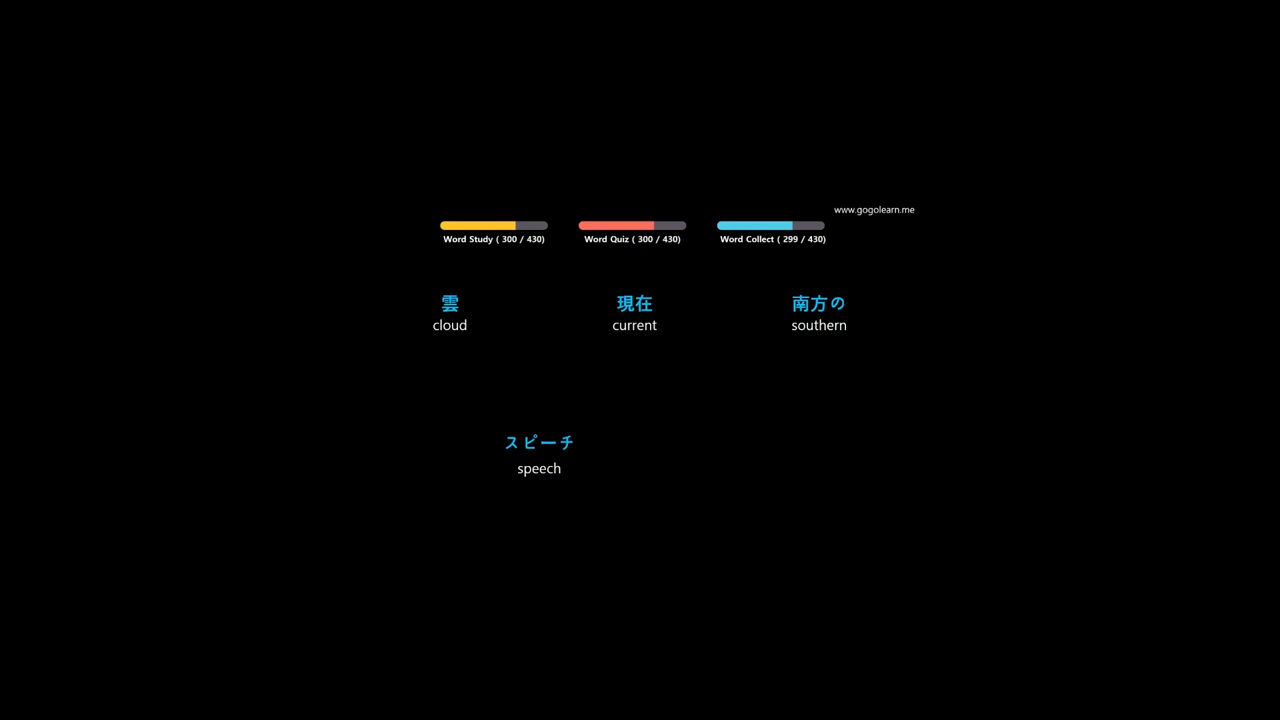 www.gogolearn.me
Word Study ( 300 / 430)
Word Quiz ( 300 / 430)
Word Collect ( 299 / 430)
雲
現在
南方の
cloud
current
southern
スピーチ
speech